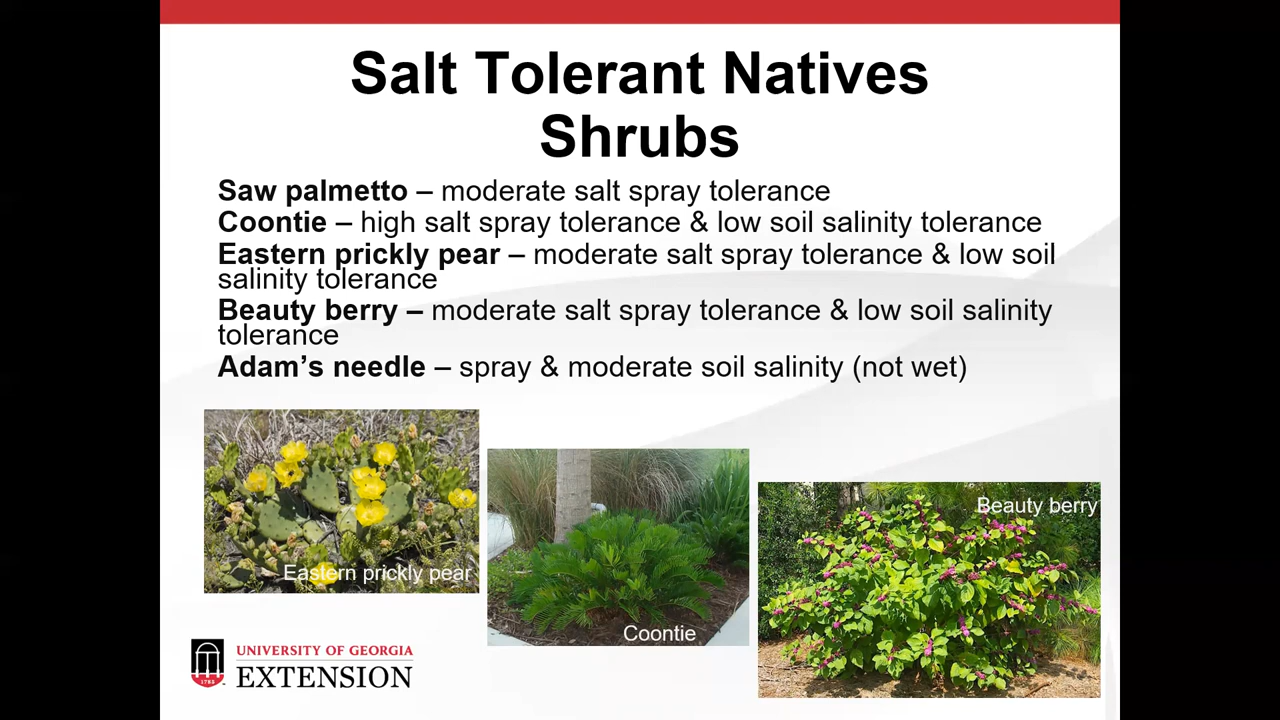 Salt Tolerant Natives
Shrubs
Saw palmetto – moderate salt spray tolerance
Coontie – high salt spray tolerance & low soil salinity tolerance
Eastern prickly pear – moderate salt spray tolerance & low soil
salinity tolerance
Beauty berry – moderate salt spray tolerance & low soil salinity
tolerance
Adam’s needle – spray & moderate soil salinity (not wet)
Eastern prickly pear
Coontie
Beauty berry
1785
UNIVERSITY OF GEORGIA
EXTENSION